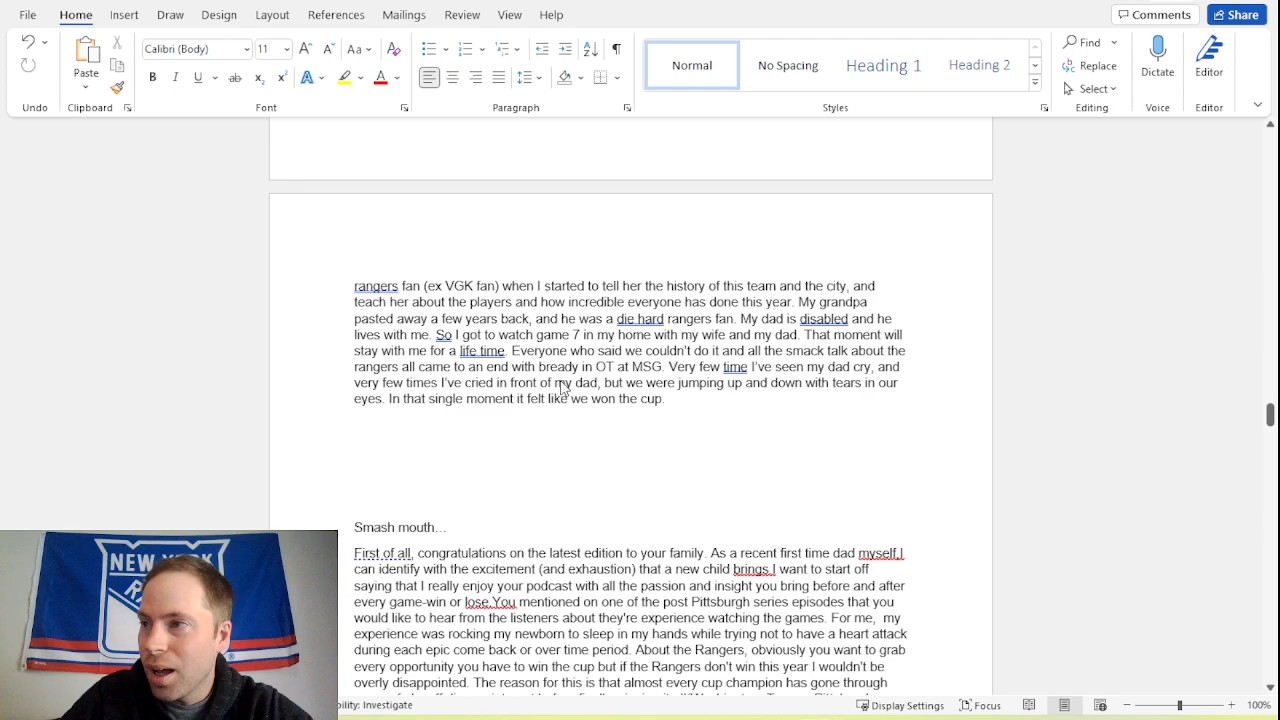 File Home Insert Draw Design Layout References Mailings Review View Help Comments Share
Calibri (Body) 11 Aa
Paste
Normal No Spacing Heading 1 Heading 2
Find
Replace
Select
Dictate Editor
Undo Clipboard Font Paragraph Styles Editing Voice Editor
rangers fan (ex VGK fan) when I started to tell her the history of this team and the city, and
teach her about the players and how incredible everyone has done this year. My grandpa
pasted away a few years back, and he was a die hard rangers fan. My dad is disabled and he
lives with me. So I got to watch game 7 in my home with my wife and my dad. That moment will
stay with me for a life time. Everyone who said we couldn't do it and all the smack talk about the
rangers all came to an end with bready in OT at MSG. Very few time I've seen my dad cry, and
very few times I've cried in front of my dad, but we were jumping up and down with tears in our
eyes. In that single moment it felt like we won the cup.
Smash mouth…
First of all, congratulations on the latest edition to your family. As a recent first time dad myself,I
can identify with the excitement (and exhaustion) that a new child brings.I want to start off
saying that I really enjoy your podcast with all the passion and insight you bring before and after
every game-win or lose.You mentioned on one of the post Pittsburgh series episodes that you
would like to hear from the listeners about they're experience watching the games. For me, my
experience was rocking my newborn to sleep in my hands while trying not to have a heart attack
during each epic come back or over time period. About the Rangers, obviously you want to grab
every opportunity you have to win the cup but if the Rangers don't win this year I wouldn't be
overly disappointed. The reason for this is that almost every cup champion has gone through
NEW YORK
bility: Investigate Display Settings Focus 100%